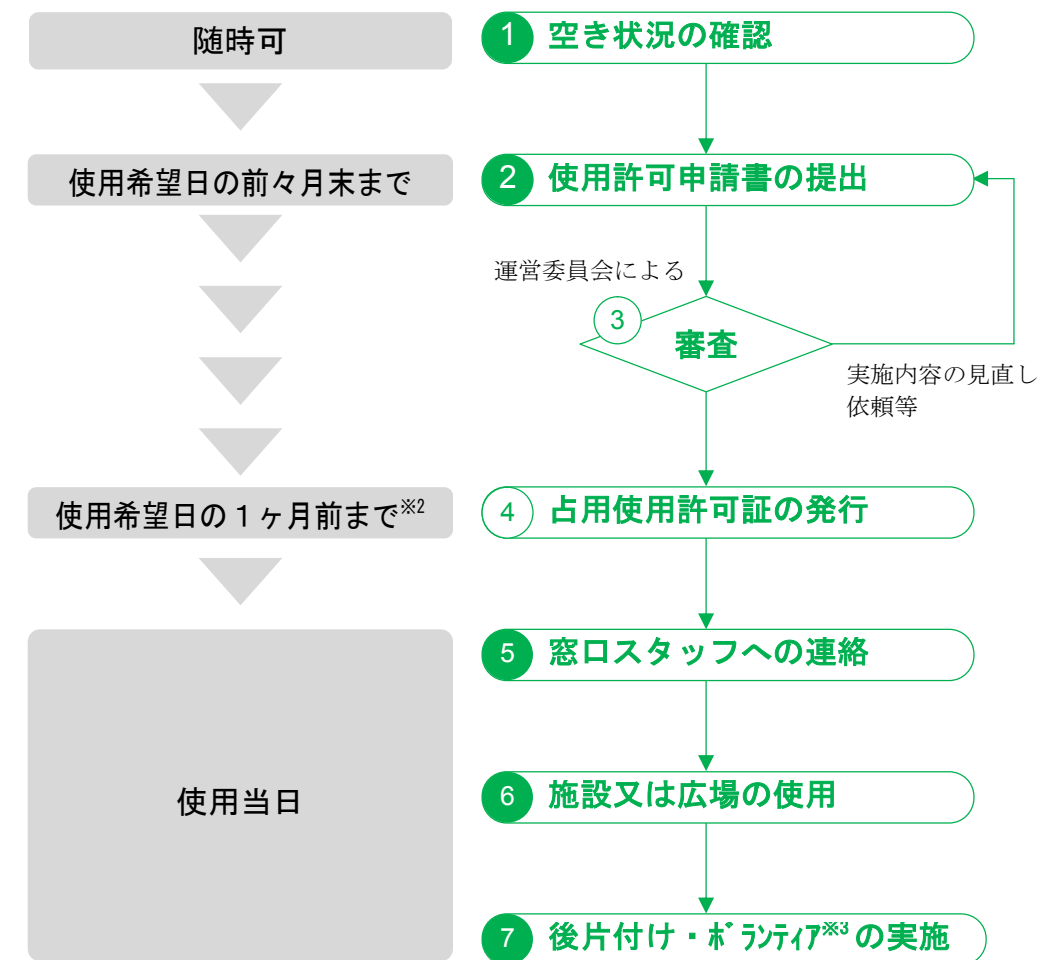 随時可
1 空き状況の確認
使用希望日の前々月末まで
2 使用許可申請書の提出
運営委員会による
3
審査
実施内容の見直し
依頼等
使用希望日の1ヶ月前まで※2
4 占用使用許可証の発行
5 窓口スタッフへの連絡
使用当日
6 施設又は広場の使用
7 後片付け・ボランティア※3の実施